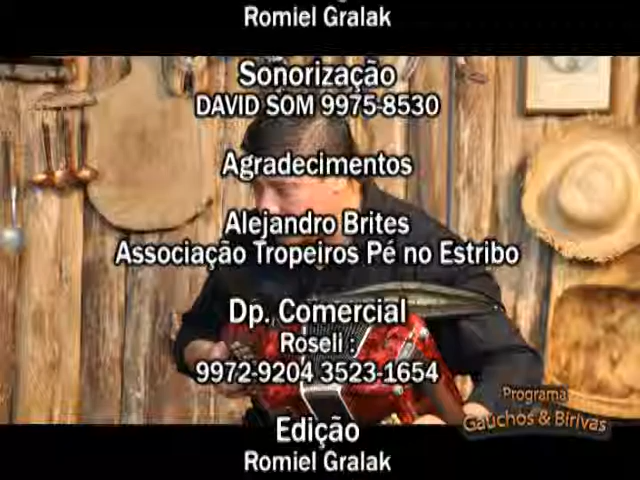 Romiel Gralak
Sonorização
DAVID SOM 9975-8530
Agradecimentos
Alejandro Brites
Associação Tropeiros Pé no Estribo
Dp. Comercial
Roseli :
9972-9204 3523-1654
Programa
Gaúchos & Birivas
Edição
Romiel Gralak